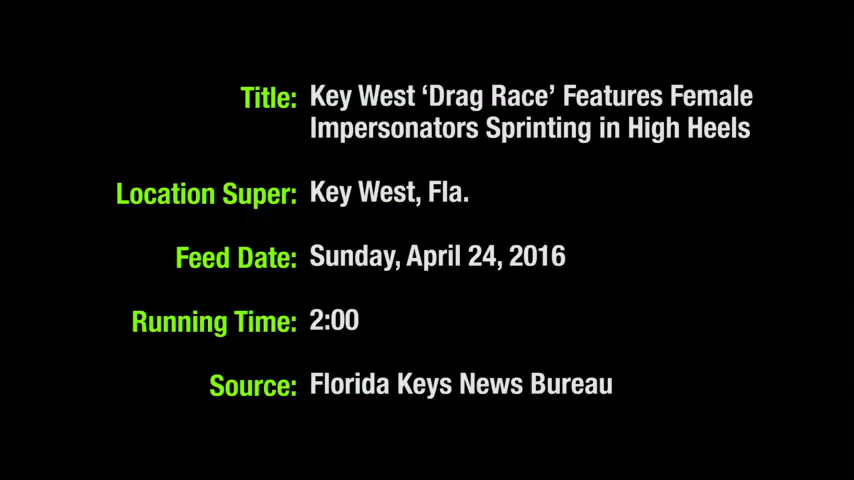 Title: Key West ‘Drag Race’ Features Female
Impersonators Sprinting in High Heels
Location Super: Key West, Fla.
Feed Date: Sunday, April 24, 2016
Running Time: 2:00
Source: Florida Keys News Bureau